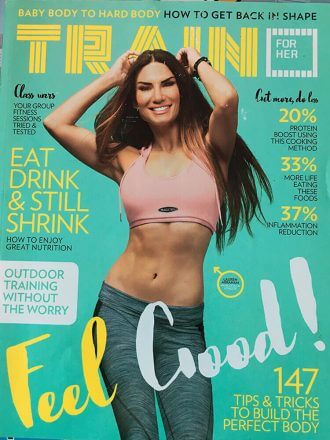 BABY BODY TO HARD BODY HOW TO GET BACK IN SHAPE
TRAIN
FOR
HER
Class wars
YOUR GROUP
FITNESS
SESSIONS
TRIED &
TESTED
EAT
DRINK
& STILL
SHRINK
HOW TO ENJOY
GREAT NUTRITION
OUTDOOR
TRAINING
WITHOUT
THE WORRY
Get more, do less
20%
PROTEIN
BOOST USING
THIS COOKING
METHOD
33%
MORE LIFE
EATING
THESE
FOODS
37%
INFLAMMATION
REDUCTION
LAUREN
Feel Good!
147
TIPS & TRICKS
TO BUILD THE
PERFECT BODY